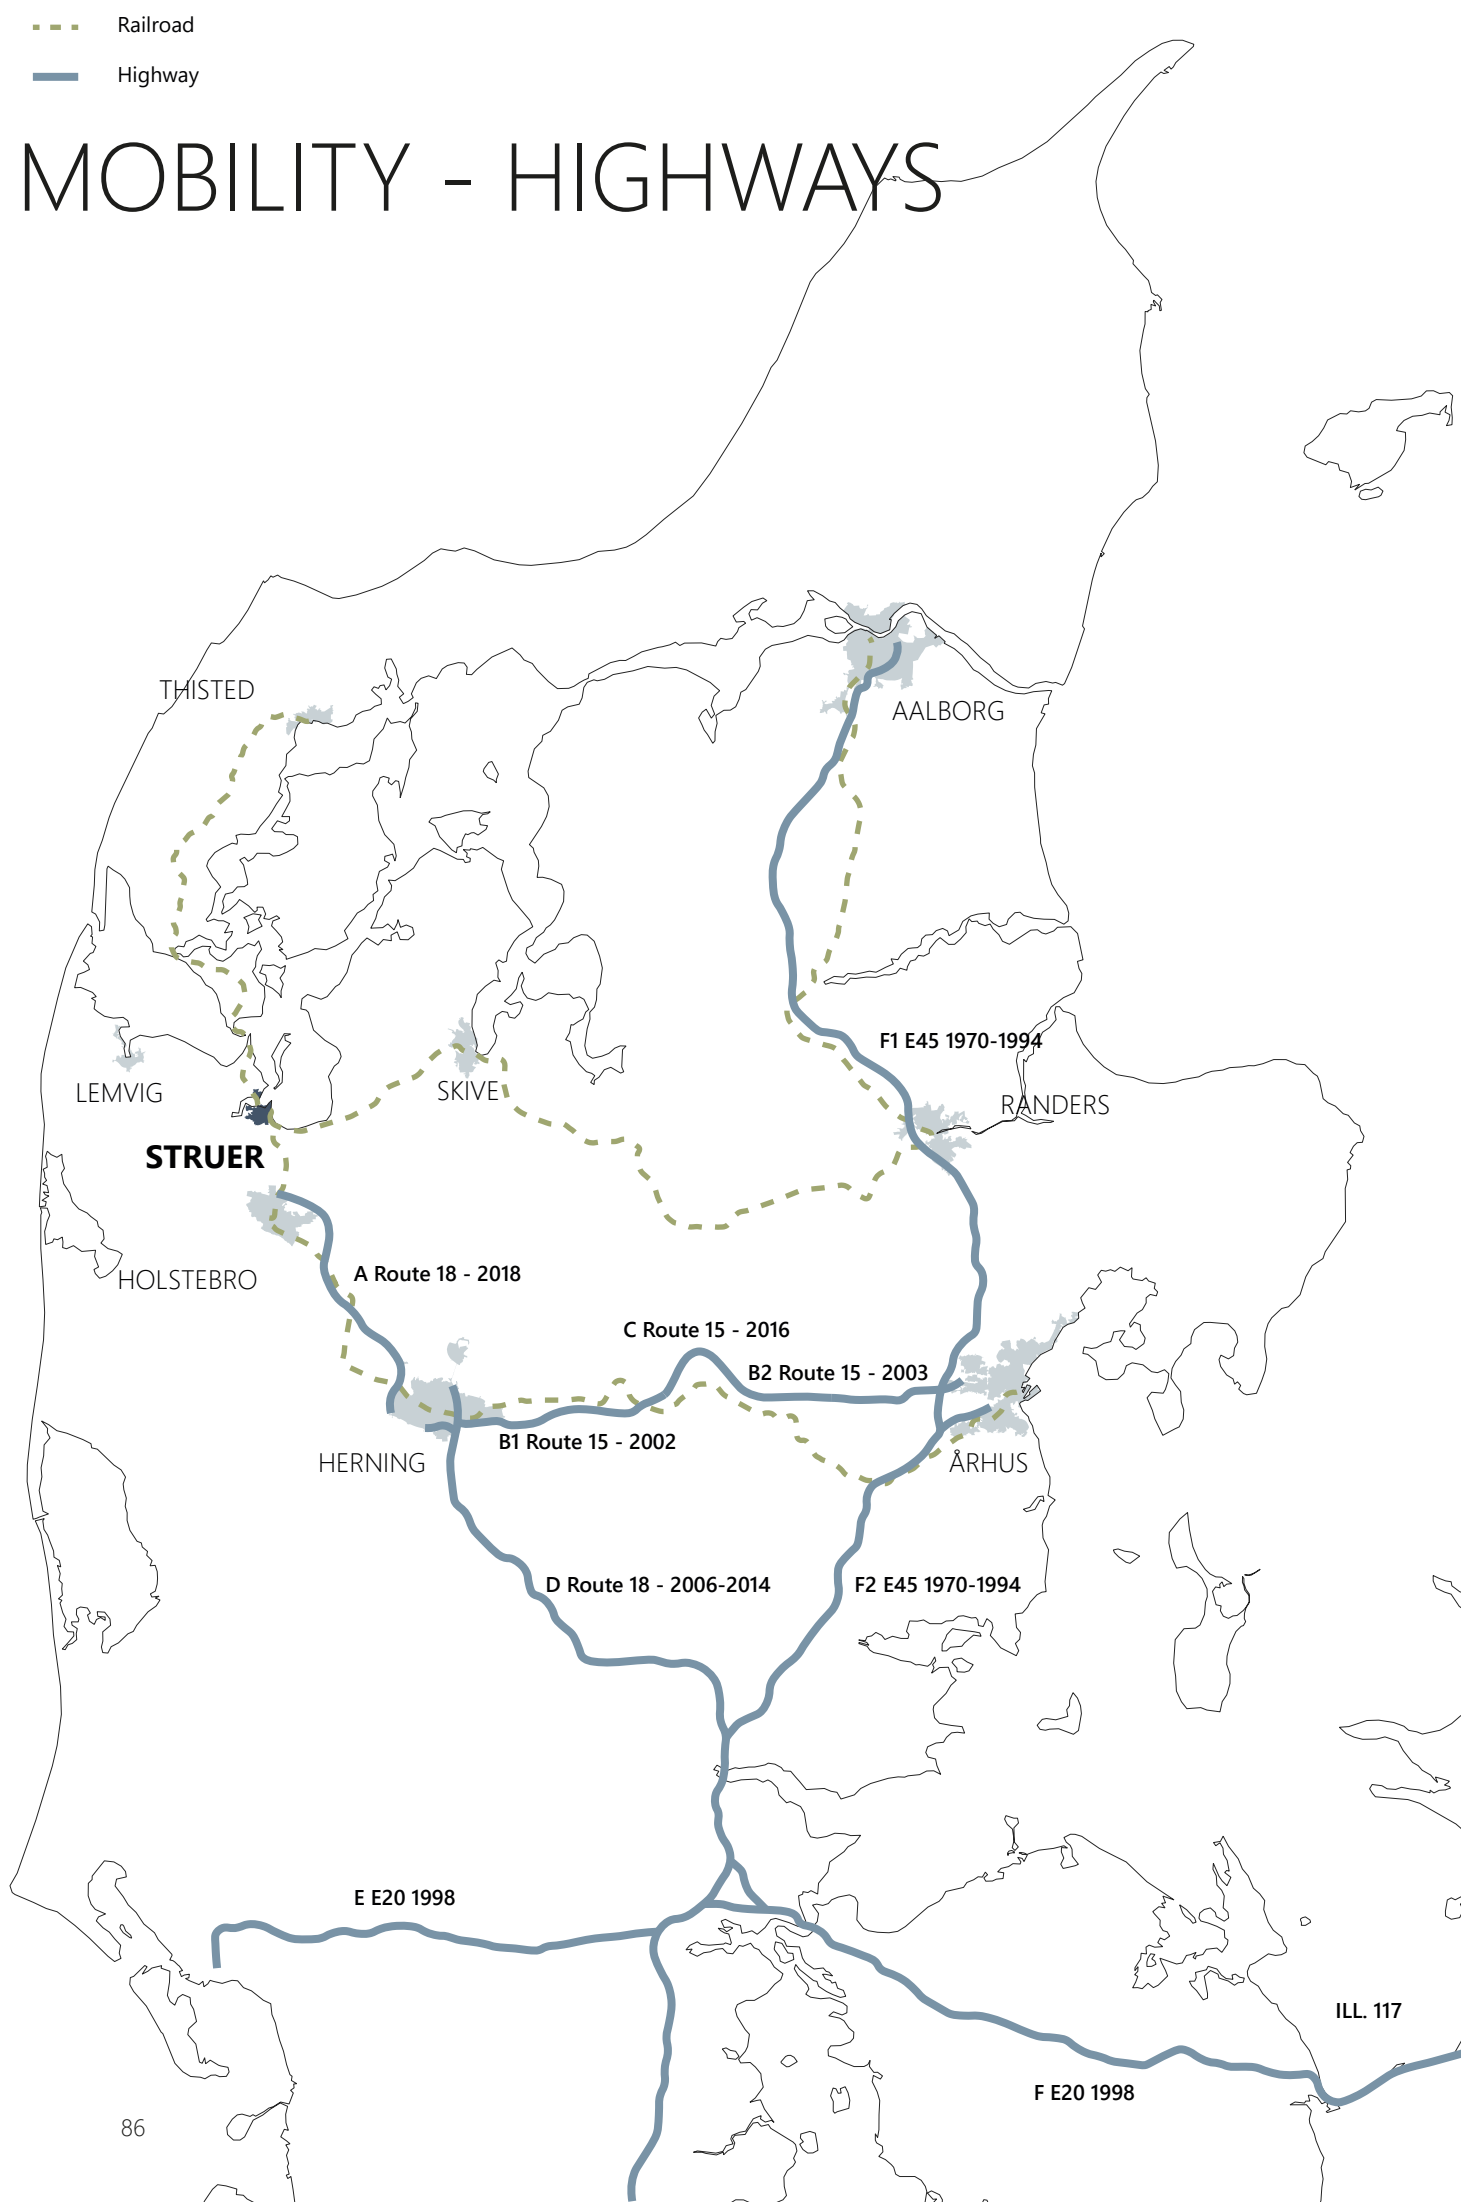 Railroad
Highway
MOBILITY - HIGHWAYS
THISTED
AALBORG
F1 E45 1970-1994
LEMVIG
SKIVE
RANDERS
STRUER
HOLSTEBRO
A Route 18 - 2018
C Route 15 - 2016
B2 Route 15 - 2003
B1 Route 15 - 2002
HERNING
ÅRHUS
D Route 18 - 2006-2014
F2 E45 1970-1994
E E20 1998
ILL. 117
F E20 1998
86